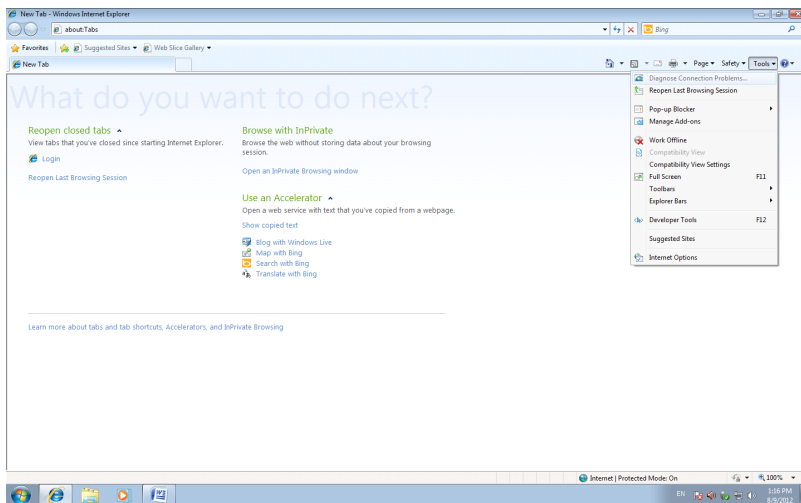 New Tab - Windows Internet Explorer
about:Tabs
Bing
Favorites
Suggested Sites
Web Slice Gallery
New Tab
Page
Safety
Tools
What do you want to do next?
Reopen closed tabs
View tabs that you've closed since starting Internet Explorer.
Login
Reopen Last Browsing Session
Browse with InPrivate
Browse the web without storing data about your browsing
session.
Open an InPrivate Browsing window
Use an Accelerator
Open a web service with text that you've copied from a webpage.
Show copied text
Blog with Windows Live
Map with Bing
Search with Bing
Translate with Bing
Learn more about tabs and tab shortcuts, Accelerators, and InPrivate Browsing
Diagnose Connection Problems...
Reopen Last Browsing Session
Pop-up Blocker
Manage Add-ons
Work Offline
Compatibility View
Compatibility View Settings
Full Screen F11
Toolbars
Explorer Bars
Developer Tools F12
Suggested Sites
Internet Options
Internet | Protected Mode: On
100%
EN
1:16 PM
8/9/2012